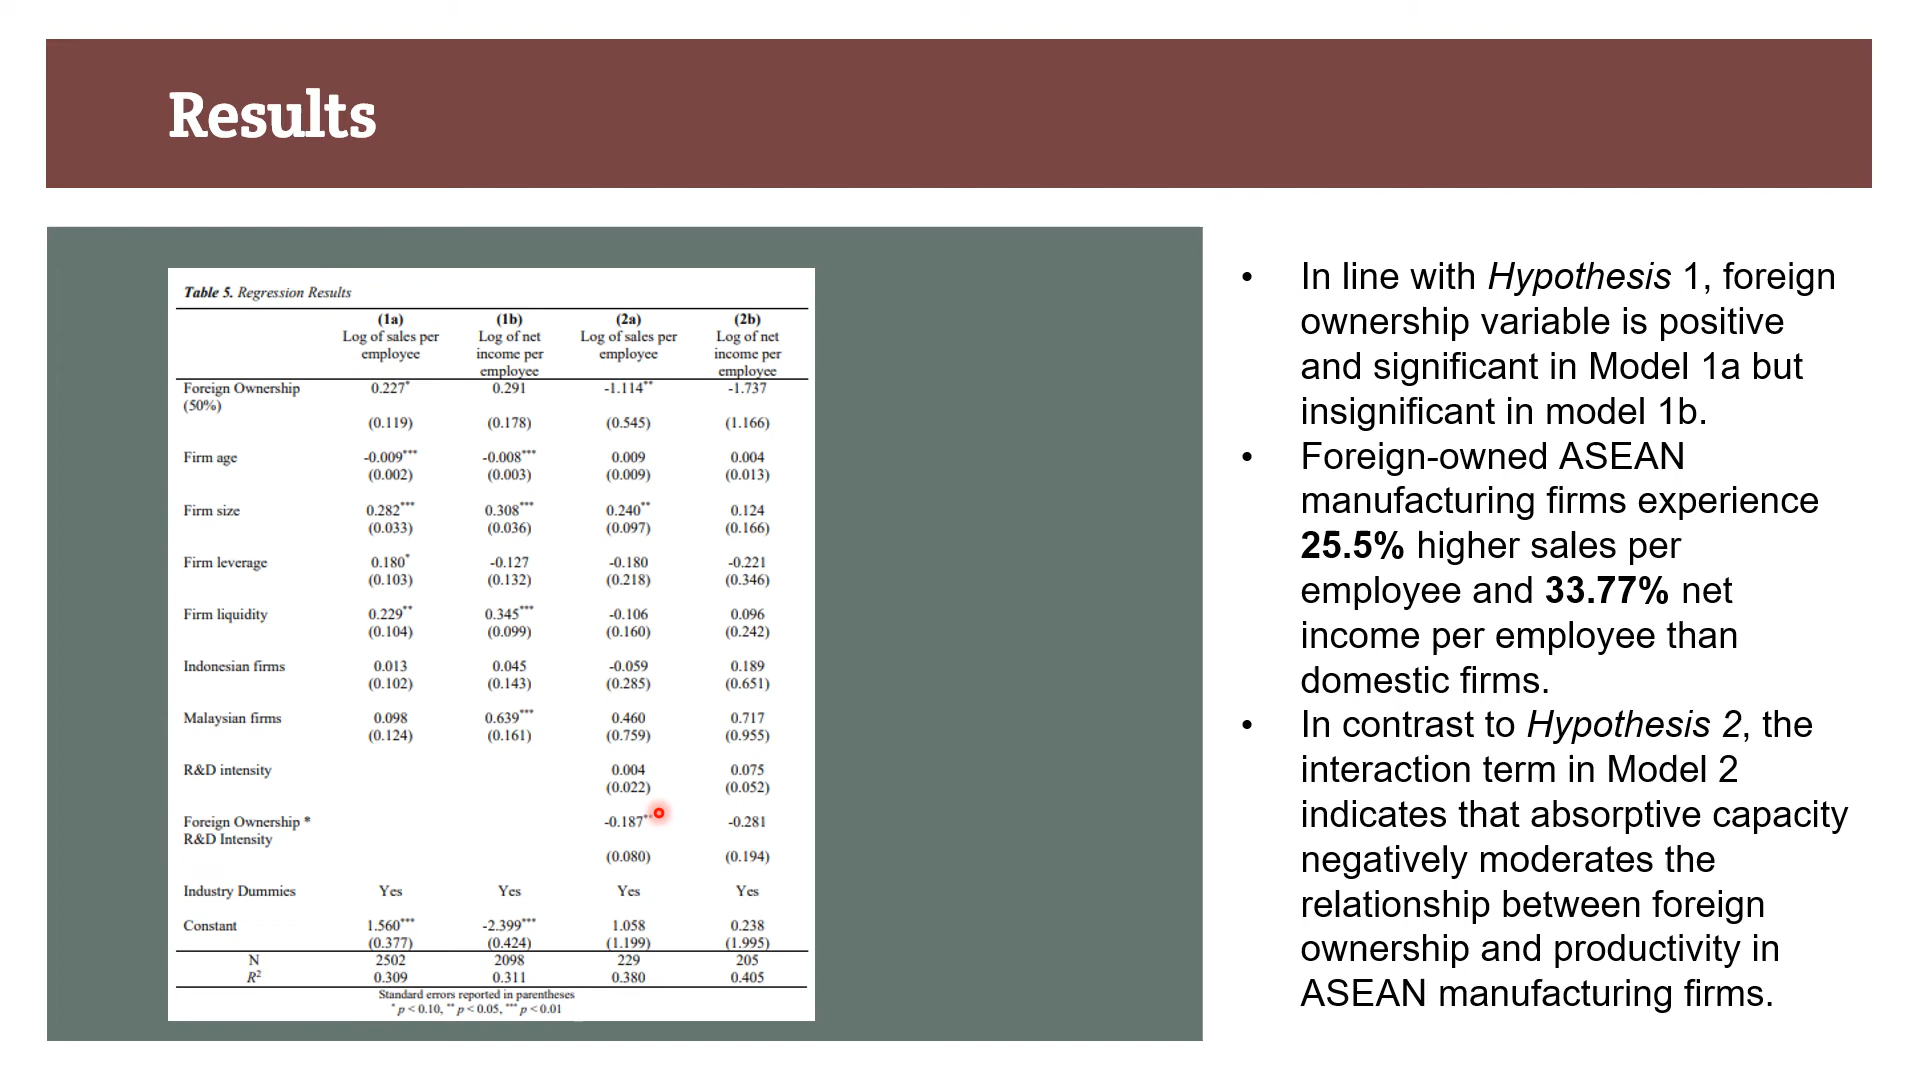 Results
Table 5. Regression Results
(1a) (1b) (2a) (2b)
Log of sales per Log of net Log of sales per Log of net
employee income per employee income per
employee employee
Foreign Ownership 0.227* 0.291 -1.114** -1.737
(50%)
(0.119) (0.178) (0.545) (1.166)
Firm age -0.009*** -0.008*** 0.009 0.004
(0.002) (0.003) (0.009) (0.013)
Firm size 0.282*** 0.308*** 0.240** 0.124
(0.033) (0.036) (0.097) (0.166)
Firm leverage 0.180* -0.127 -0.180 -0.221
(0.103) (0.132) (0.218) (0.346)
Firm liquidity 0.229** 0.345*** -0.106 0.096
(0.104) (0.099) (0.160) (0.242)
Indonesian firms 0.013 0.045 -0.059 0.189
(0.102) (0.143) (0.285) (0.651)
Malaysian firms 0.098 0.639*** 0.460 0.717
(0.124) (0.161) (0.759) (0.955)
R&D intensity 0.004 0.075
(0.022) (0.052)
Foreign Ownership * -0.187** -0.281
R&D Intensity
(0.080) (0.194)
Industry Dummies Yes Yes Yes Yes
Constant 1.560*** -2.399*** 1.058 0.238
(0.377) (0.424) (1.199) (1.995)
N 2502 2098 229 205
R² 0.309 0.311 0.380 0.405
Standard errors reported in parentheses
* p < 0.10, ** p < 0.05, *** p < 0.01
• In line with Hypothesis 1, foreign
ownership variable is positive
and significant in Model 1a but
insignificant in model 1b.
• Foreign-owned ASEAN
manufacturing firms experience
25.5% higher sales per
employee and 33.77% net
income per employee than
domestic firms.
• In contrast to Hypothesis 2, the
interaction term in Model 2
indicates that absorptive capacity
negatively moderates the
relationship between foreign
ownership and productivity in
ASEAN manufacturing firms.